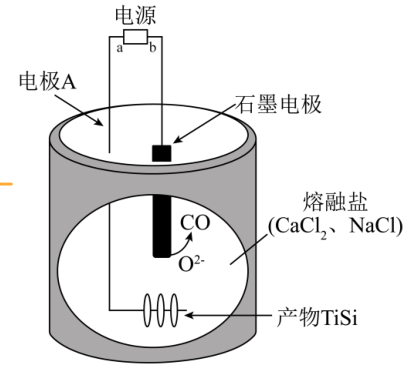 电源
a b
电极A
石墨电极
熔融盐
(CaCl₂、NaCl)
CO
O²⁻
产物TiSi